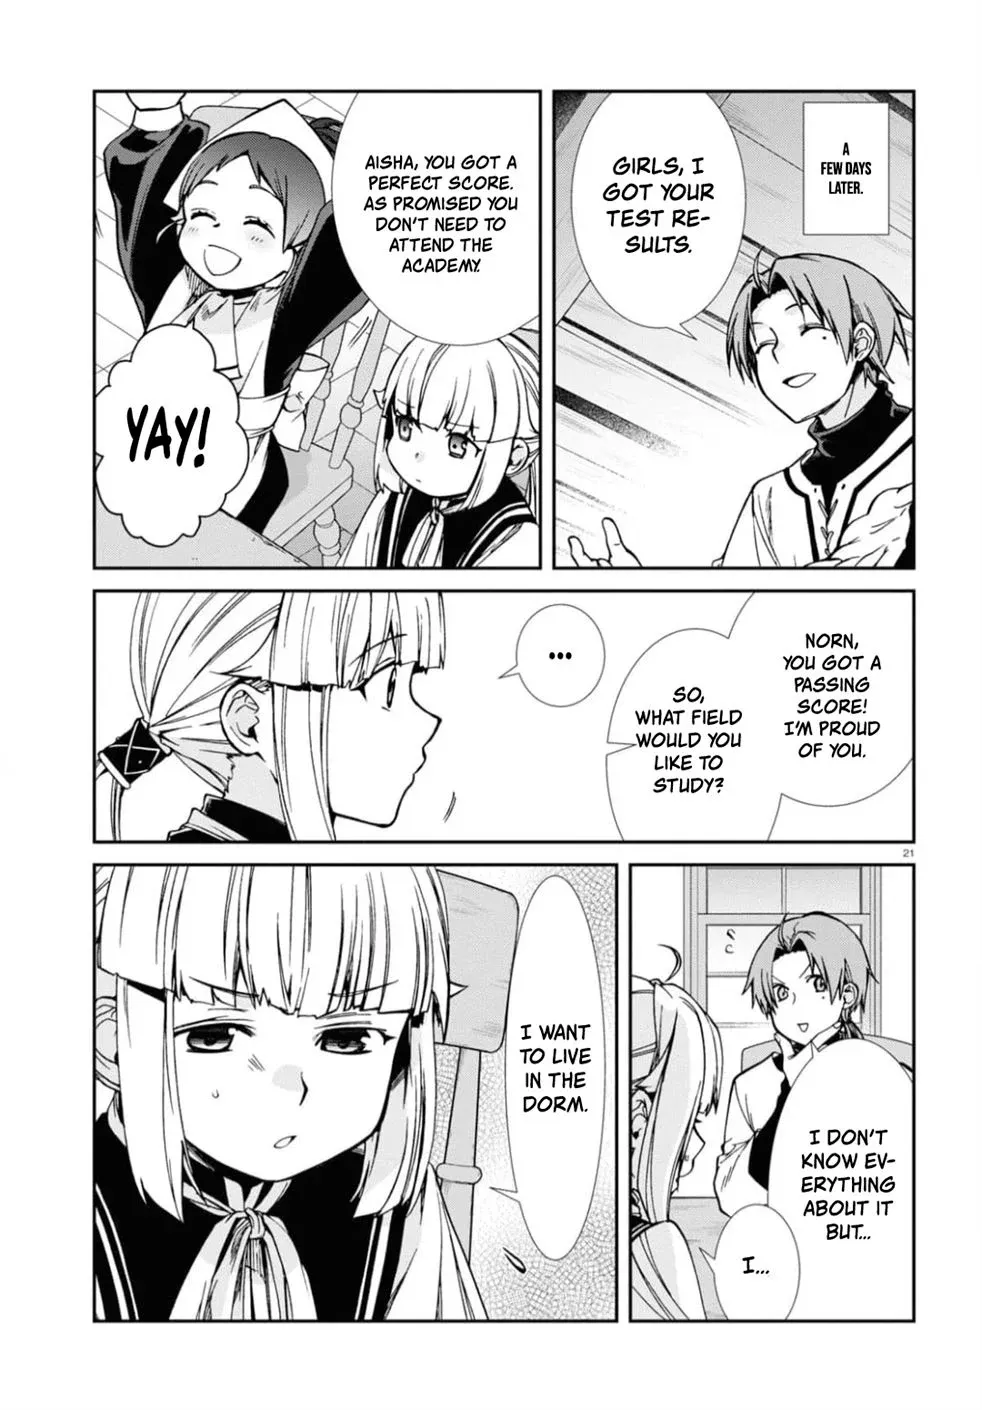 A
FEW DAYS
LATER.
GIRLS, I
GOT YOUR
TEST RE-
SULTS.
AISHA, YOU GOT A
PERFECT SCORE.
AS PROMISED YOU
DON'T NEED TO
ATTEND THE
ACADEMY.
YAY!
NORN,
YOU GOT A
PASSING
SCORE!
I'M PROUD
OF YOU.
SO,
WHAT FIELD
WOULD YOU
LIKE TO
STUDY?
...
21
I DON'T
KNOW EV-
ERYTHING
ABOUT IT
BUT...
I...
I WANT
TO LIVE
IN THE
DORM.